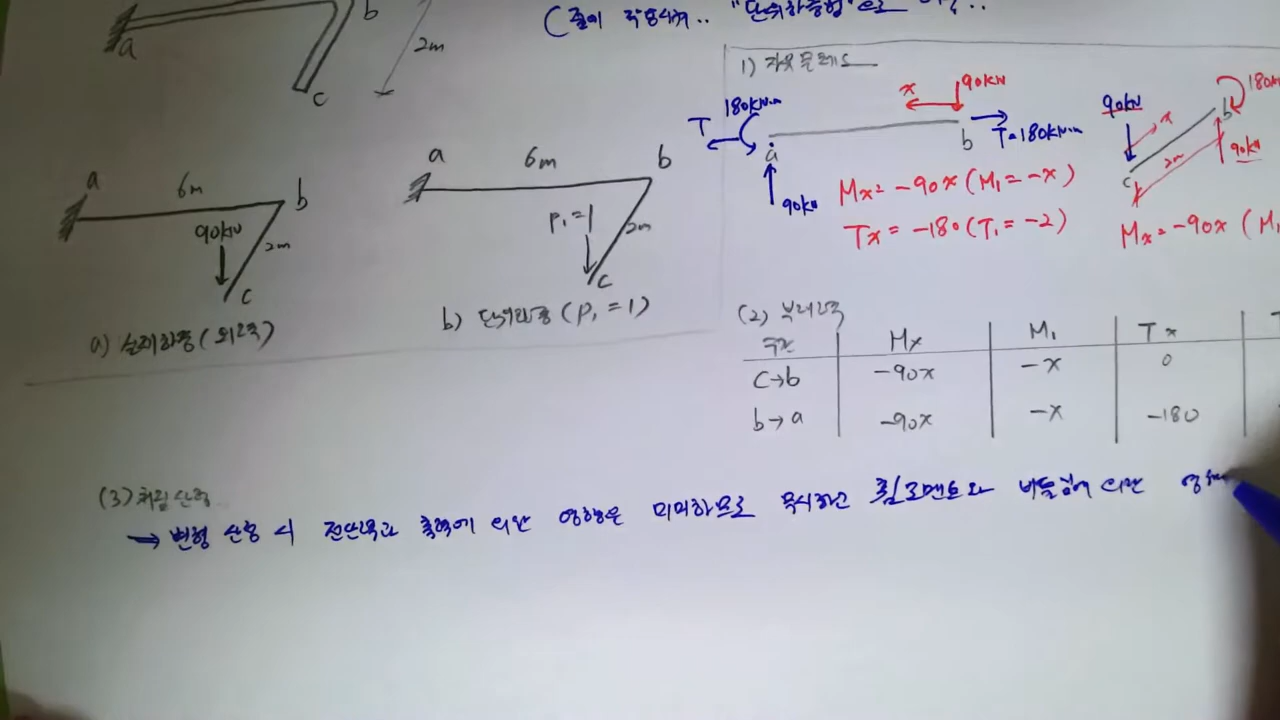 b
a
2m
c
(줄이 작용시켜.. "단위하중법"으로
1) 자유물체도
a
6m
b
90kN
2m
c
a) 실제하중(외력)
a
6m
b
P₁=1
2m
c
b) 단위하중(P₁=1)
T
180kN·m
a
90kN
x
90kN
b
T=180kN·m
Mx= -90x (M₁=-x)
Tx = -180 (T₁=-2)
90kN
x
2m
c
b
90kN
Mx=-90x
(2) 부재력
구간 Mx M₁ Tx
c→b -90x -x 0
b→a -90x -x -180
(3) 처짐산정
→ 변형 산정 시 전단력과 축력에 의한 영향은 미미하므로 무시하고 휨모멘트와 비틀림에 의한